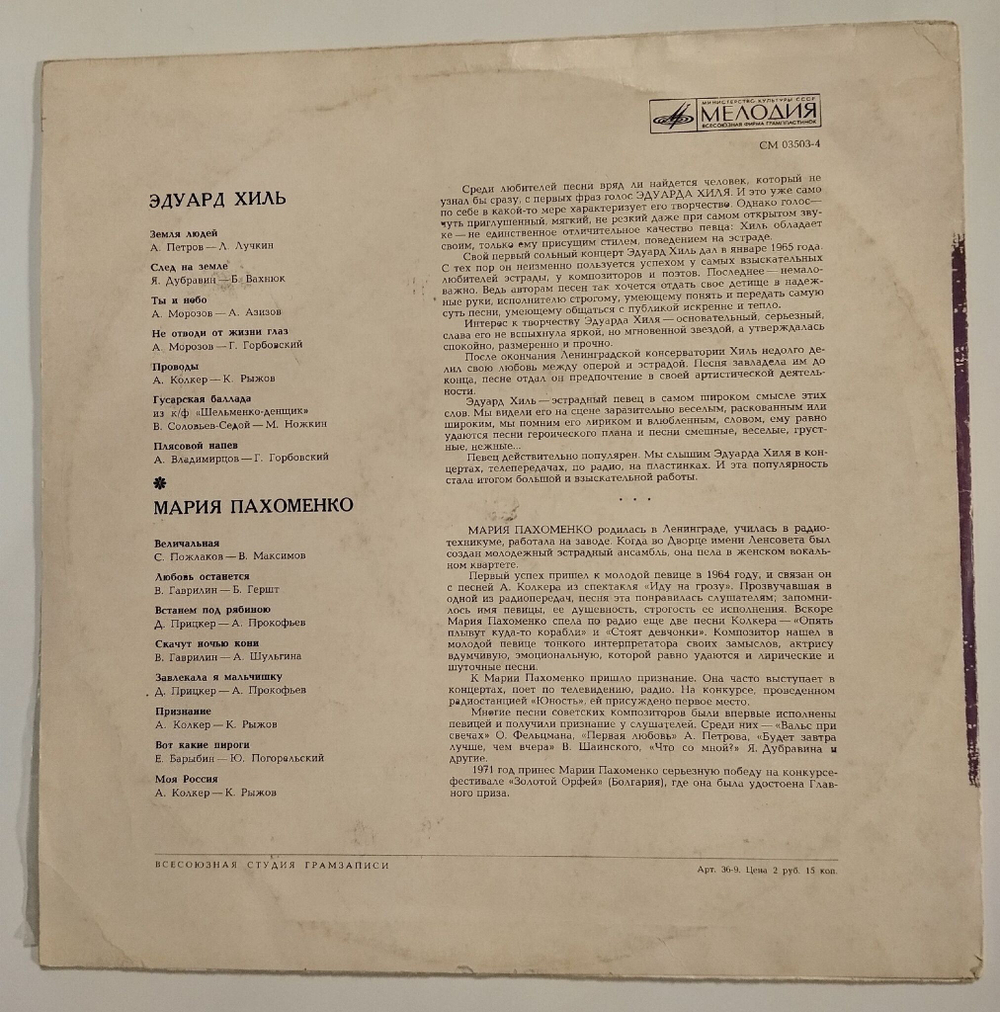 МИНИСТЕРСТВО КУЛЬТУРЫ СССР
МЕЛОДИЯ
ВСЕСОЮЗНАЯ ФИРМА ГРАМПЛАСТИНОК
СМ 03503-4
ЭДУАРД ХИЛЬ
Земля людей
А. Петров — Л. Лучкин
След на земле
Я. Дубравин — Б. Вахнюк
Ты и небо
А. Морозов — А. Азизов
Не отводи от жизни глаз
А. Морозов — Г. Горбовский
Проводы
А. Колкер — К. Рыжов
Гусарская баллада
из к/ф «Шельменко-денщик»
В. Соловьев-Седой — М. Ножкин
Плясовой напев
А. Владимирцов — Г. Горбовский
МАРИЯ ПАХОМЕНКО
Величальная
С. Пожлаков — В. Максимов
Любовь останется
В. Гаврилин — Б. Гершт
Встанем под рябиною
Д. Прицкер — А. Прокофьев
Скачут ночью кони
В. Гаврилин — А. Шульгина
Завлекала я мальчишку
Д. Прицкер — А. Прокофьев
Признание
А. Колкер — К. Рыжов
Вот какие пироги
Е. Барыбин — Ю. Погорельский
Моя Россия
А. Колкер — К. Рыжов
Среди любителей песни вряд ли найдется человек, который не
узнал бы сразу, с первых фраз голос ЭДУАРДА ХИЛЯ. И это уже само
по себе в какой-то мере характеризует его творчество. Однако голос —
чуть приглушенный, мягкий, не резкий даже при самом открытом зву-
ке — не единственное отличительное качество певца: Хиль обладает
своим, только ему присущим стилем, поведением на эстраде.
Свой первый сольный концерт Эдуард Хиль дал в январе 1965 года.
С тех пор он неизменно пользуется успехом у самых взыскательных
любителей эстрады, у композиторов и поэтов. Последнее — немало-
важно. Ведь авторам песен так хочется отдать свое детище в надеж-
ные руки, исполнителю строгому, умеющему понять и передать самую
суть песни, умеющему общаться с публикой искренне и тепло.
Интерес к творчеству Эдуарда Хиля — основательный, серьезный,
слава его не вспыхнула яркой, но мгновенной звездой, а утверждалась
спокойно, размеренно и прочно.
После окончания Ленинградской консерватории Хиль недолго де-
лил свою любовь между оперой и эстрадой. Песня завладела им до
конца, песне отдал он предпочтение в своей артистической деятель-
ности.
Эдуард Хиль — эстрадный певец в самом широком смысле этих
слов. Мы видели его на сцене заразительно веселым, раскованным или
широким, мы помним его лириком и влюбленным, словом, ему равно
удаются песни героического плана и песни смешные, веселые, груст-
ные, нежные...
Певец действительно популярен. Мы слышим Эдуарда Хиля в кон-
цертах, телепередачах, по радио, на пластинках. И эта популярность
стала итогом большой и взыскательной работы.
• • •
МАРИЯ ПАХОМЕНКО родилась в Ленинграде, училась в радио-
техникуме, работала на заводе. Когда во Дворце имени Ленсовета был
создан молодежный эстрадный ансамбль, она пела в женском вокаль-
ном квартете.
Первый успех пришел к молодой певице в 1964 году, и связан он
с песней А. Колкера из спектакля «Иду на грозу». Прозвучавшая в
одной из радиопередач, песня эта понравилась слушателям; запомни-
лось имя певицы, ее душевность, строгость ее исполнения. Вскоре
Мария Пахоменко спела по радио еще две песни Колкера — «Опять
плывут куда-то корабли» и «Стоят девчонки». Композитор нашел в
молодой певице тонкого интерпретатора своих замыслов, актрису
вдумчивую, эмоциональную, которой равно удаются и лирические и
шуточные песни.
К Марии Пахоменко пришло признание. Она часто выступает в
концертах, поет по телевидению, радио. На конкурсе, проведенном
радиостанцией «Юность», ей присуждено первое место.
Многие песни советских композиторов были впервые исполнены
певицей и получили признание у слушателей. Среди них — «Вальс при
свечах» О. Фельцмана, «Первая любовь» А. Петрова, «Будет завтра
лучше, чем вчера» В. Шаинского, «Что со мной?» Я. Дубравина и
другие.
1971 год принес Марии Пахоменко серьезную победу на конкурсе-
фестивале «Золотой Орфей» (Болгария), где она была удостоена Глав-
ного приза.
ВСЕСОЮЗНАЯ СТУДИЯ ГРАМЗАПИСИ
Арт. 36-9. Цена 2 руб. 15 коп.